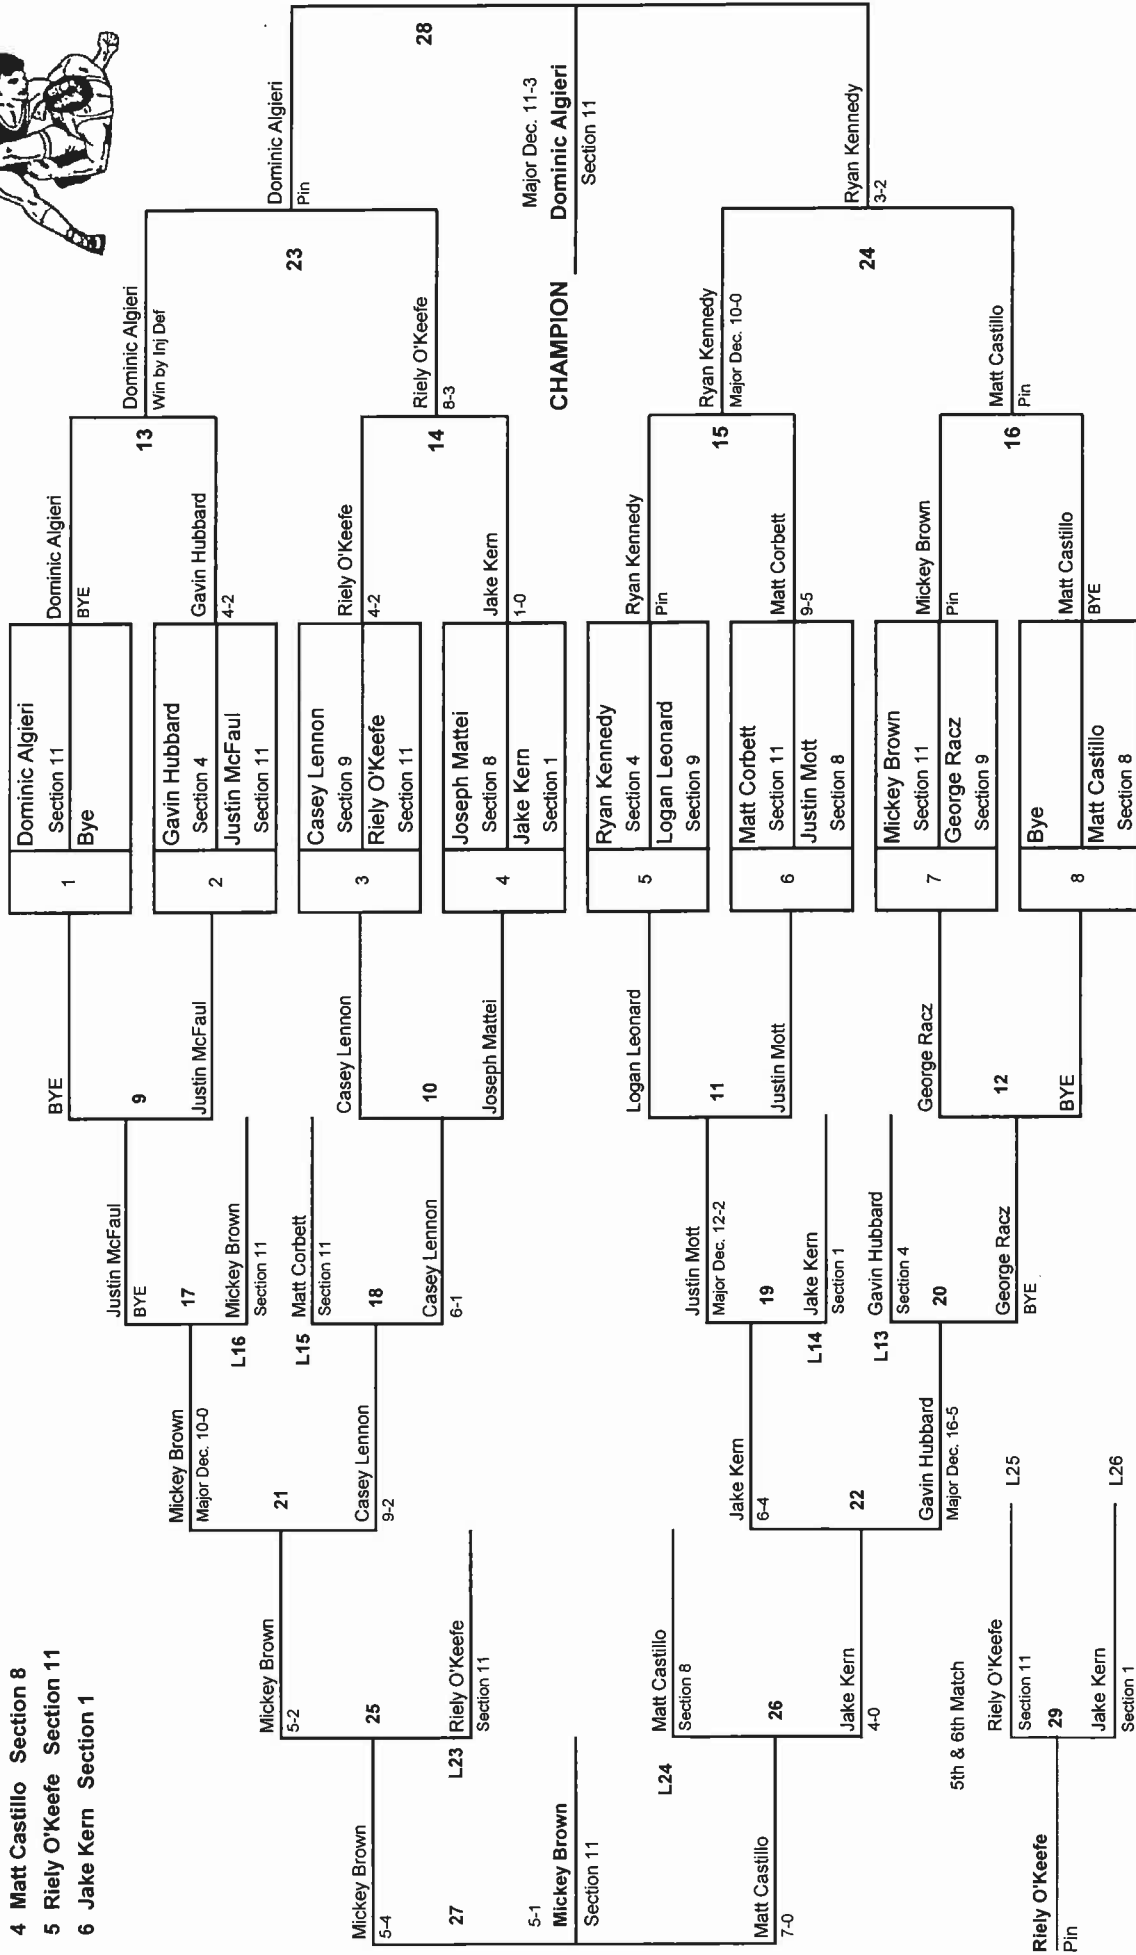 4 Matt Castillo Section 8
5 Riely O'Keefe Section 11
6 Jake Kern Section 1
1
Dominic Algieri
Section 11
Bye
2
Gavin Hubbard
Section 4
Justin McFaul
Section 11
3
Casey Lennon
Section 9
Riely O'Keefe
Section 11
4
Joseph Mattei
Section 8
Jake Kern
Section 1
5
Ryan Kennedy
Section 4
Logan Leonard
Section 9
6
Matt Corbett
Section 11
Justin Mott
Section 8
7
Mickey Brown
Section 11
George Racz
Section 9
8
Bye
Matt Castillo
Section 8
Dominic Algieri
BYE
13
Gavin Hubbard
4-2
Riely O'Keefe
4-2
14
Jake Kern
1-0
Ryan Kennedy
Pin
15
Matt Corbett
9-5
Mickey Brown
Pin
16
Matt Castillo
BYE
Dominic Algieri
Win by Inj Def
23
Riely O'Keefe
8-3
Ryan Kennedy
Major Dec. 10-0
24
Matt Castillo
Pin
Dominic Algieri
Pin
28
Ryan Kennedy
3-2
CHAMPION
Major Dec. 11-3
Dominic Algieri
Section 11
BYE
9
Justin McFaul
Casey Lennon
10
Joseph Mattei
Logan Leonard
11
Justin Mott
George Racz
12
BYE
Justin McFaul
BYE
17
Mickey Brown
Section 11
L16
L15
Matt Corbett
Section 11
18
Casey Lennon
6-1
Justin Mott
Major Dec. 12-2
19
Jake Kern
Section 1
L14
L13
Gavin Hubbard
Section 4
20
George Racz
BYE
Mickey Brown
Major Dec. 10-0
21
Casey Lennon
9-2
Jake Kern
6-4
22
Gavin Hubbard
Major Dec. 16-5
Mickey Brown
5-2
25
L23
Riely O'Keefe
Section 11
L24
Matt Castillo
Section 8
26
Jake Kern
4-0
Mickey Brown
5-4
27
5-1
Mickey Brown
Section 11
Matt Castillo
7-0
5th & 6th Match
Riely O'Keefe
L25
Section 11
29
Jake Kern
L26
Section 1
Riely O'Keefe
Pin